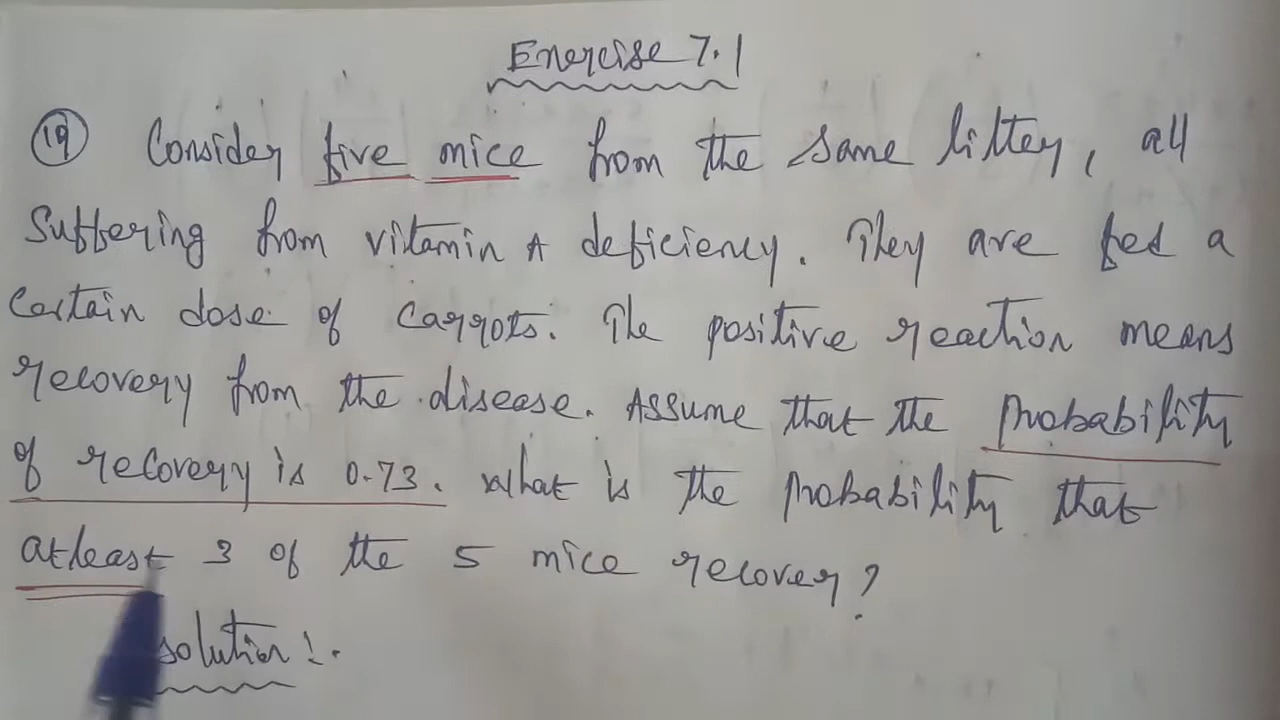 Exercise 7.1
19 Consider five mice from the same litter, all
suffering from vitamin A deficiency. They are fed a
certain dose of carrots. The positive reaction means
recovery from the disease. Assume that the probability
of recovery is 0.73. What is the probability that
atleast 3 of the 5 mice recover?
solution:.